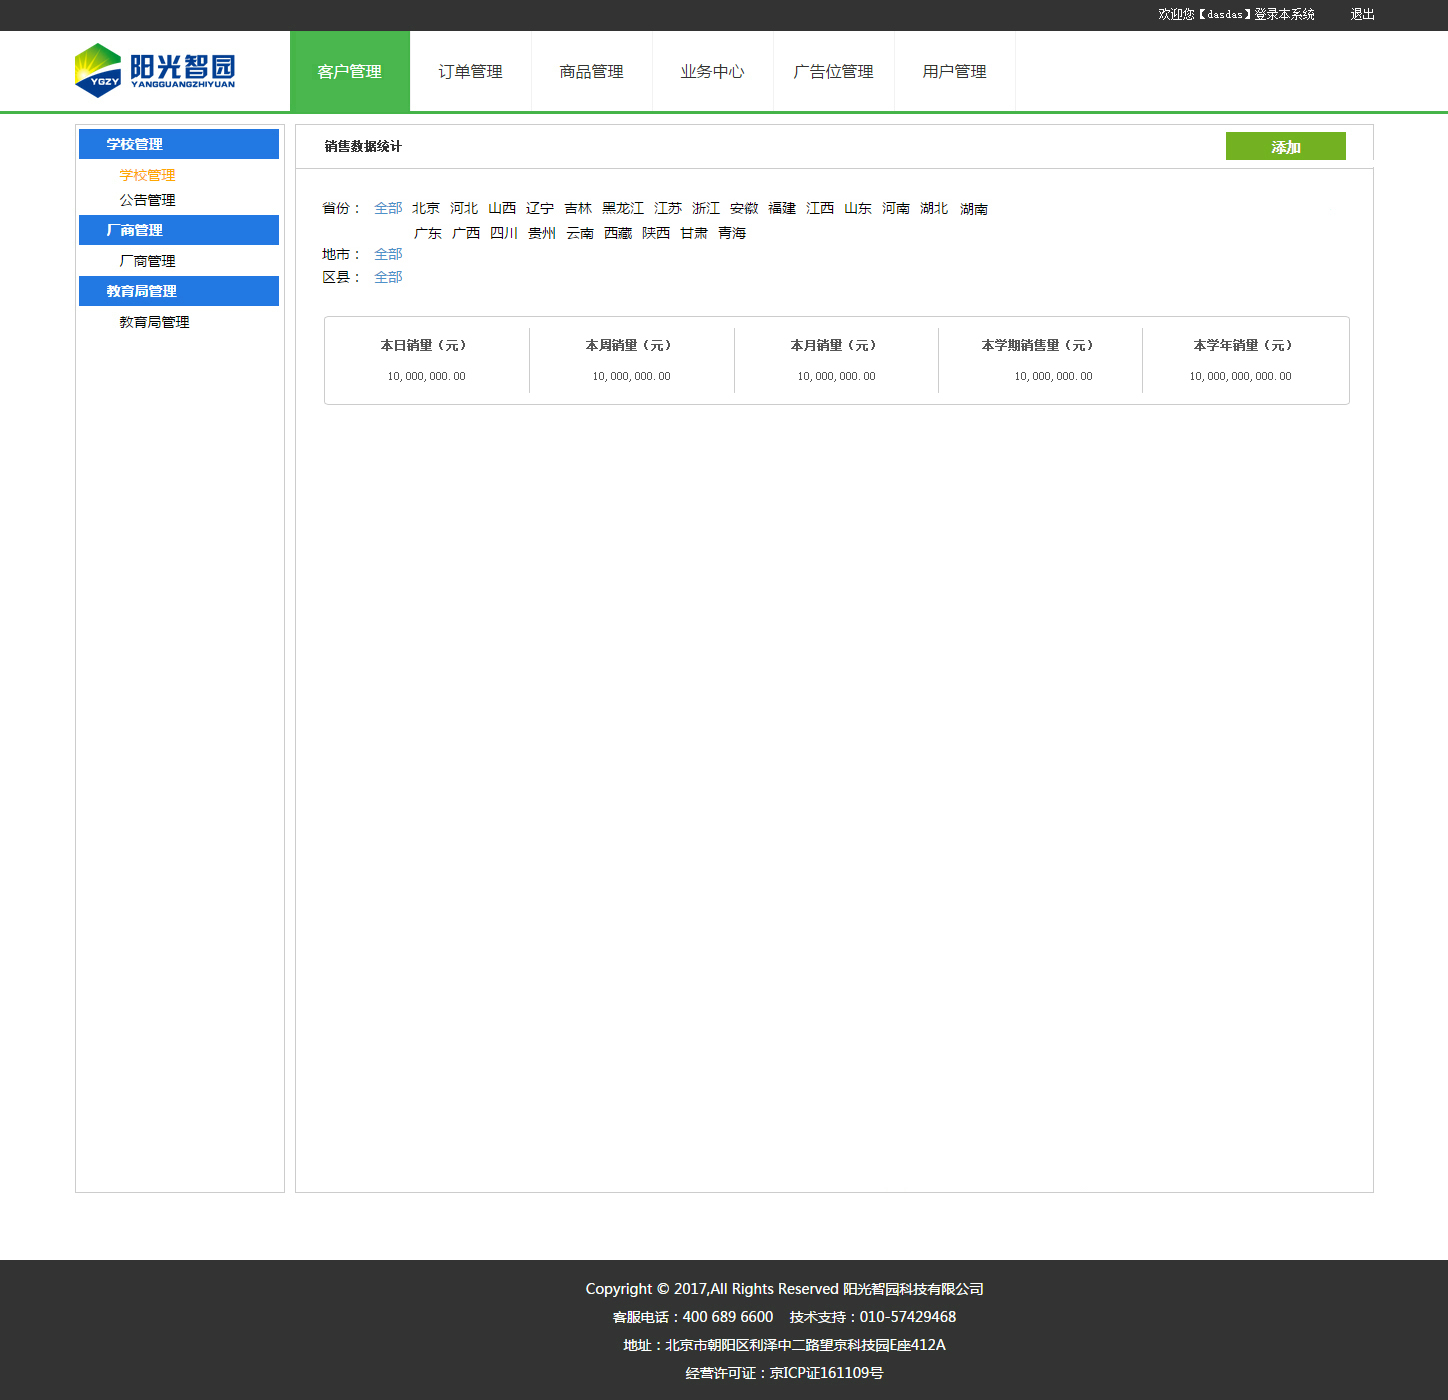 欢迎您【dasdas】登录本系统 退出
YGZY 阳光智园
YANGGUANGZHIYUAN
客户管理 订单管理 商品管理 业务中心 广告位管理 用户管理
学校管理
学校管理
公告管理
厂商管理
厂商管理
教育局管理
教育局管理
销售数据统计 添加
省份： 全部 北京 河北 山西 辽宁 吉林 黑龙江 江苏 浙江 安徽 福建 江西 山东 河南 湖北 湖南
广东 广西 四川 贵州 云南 西藏 陕西 甘肃 青海
地市： 全部
区县： 全部
本日销量（元） 本周销量（元） 本月销量（元） 本学期销售量（元） 本学年销量（元）
10,000,000.00 10,000,000.00 10,000,000.00 10,000,000.00 10,000,000,000.00
Copyright © 2017,All Rights Reserved 阳光智园科技有限公司
客服电话：400 689 6600 技术支持：010-57429468
地址：北京市朝阳区利泽中二路望京科技园E座412A
经营许可证：京ICP证161109号